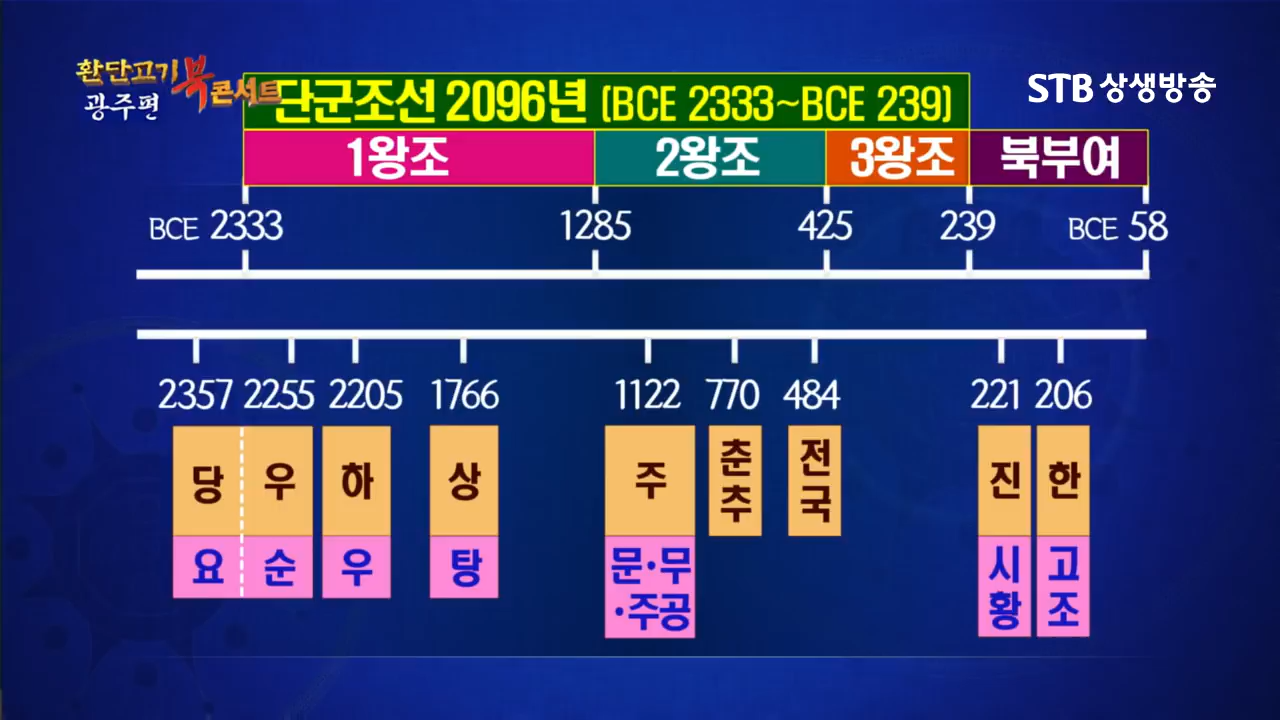 환단고기 북 콘서트
광주편
STB 상생방송
단군조선 2096년 (BCE 2333~BCE 239)
1왕조 2왕조 3왕조 북부여
BCE 2333 1285 425 239 BCE 58
2357 2255 2205 1766 1122 770 484 221 206
당 우 하 상 주 춘추 전국 진 한
요 순 우 탕 문·무·주공 시황 고조